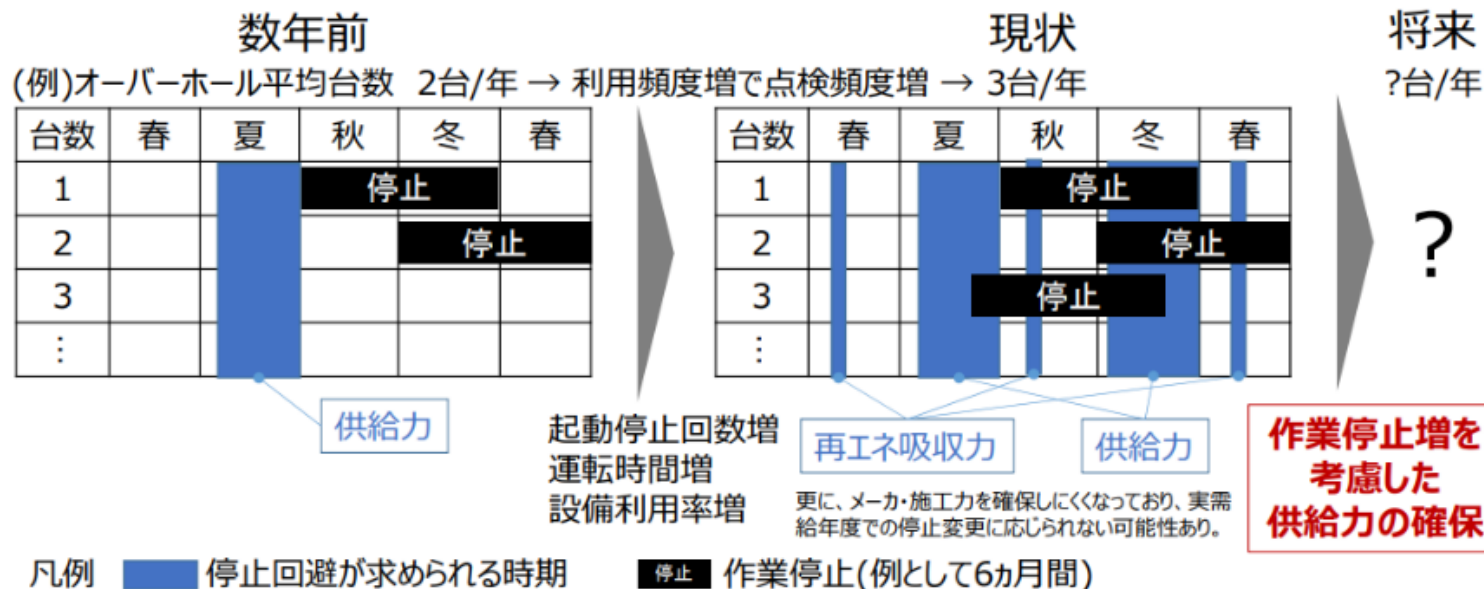 数年前
現状
将来
(例)オーバーホール平均台数 2台/年 → 利用頻度増で点検頻度増 → 3台/年
?台/年
台数 春 夏 秋 冬 春
1 停止
2 停止
3
⋮
供給力
起動停止回数増
運転時間増
設備利用率増
台数 春 夏 秋 冬 春
1 停止
2 停止
3 停止
⋮
再エネ吸収力
供給力
更に、メーカ・施工力を確保しにくくなっており、実需
給年度での停止変更に応じられない可能性あり。
?
作業停止増を
考慮した
供給力の確保
凡例 停止回避が求められる時期 停止 作業停止(例として6ヵ月間)